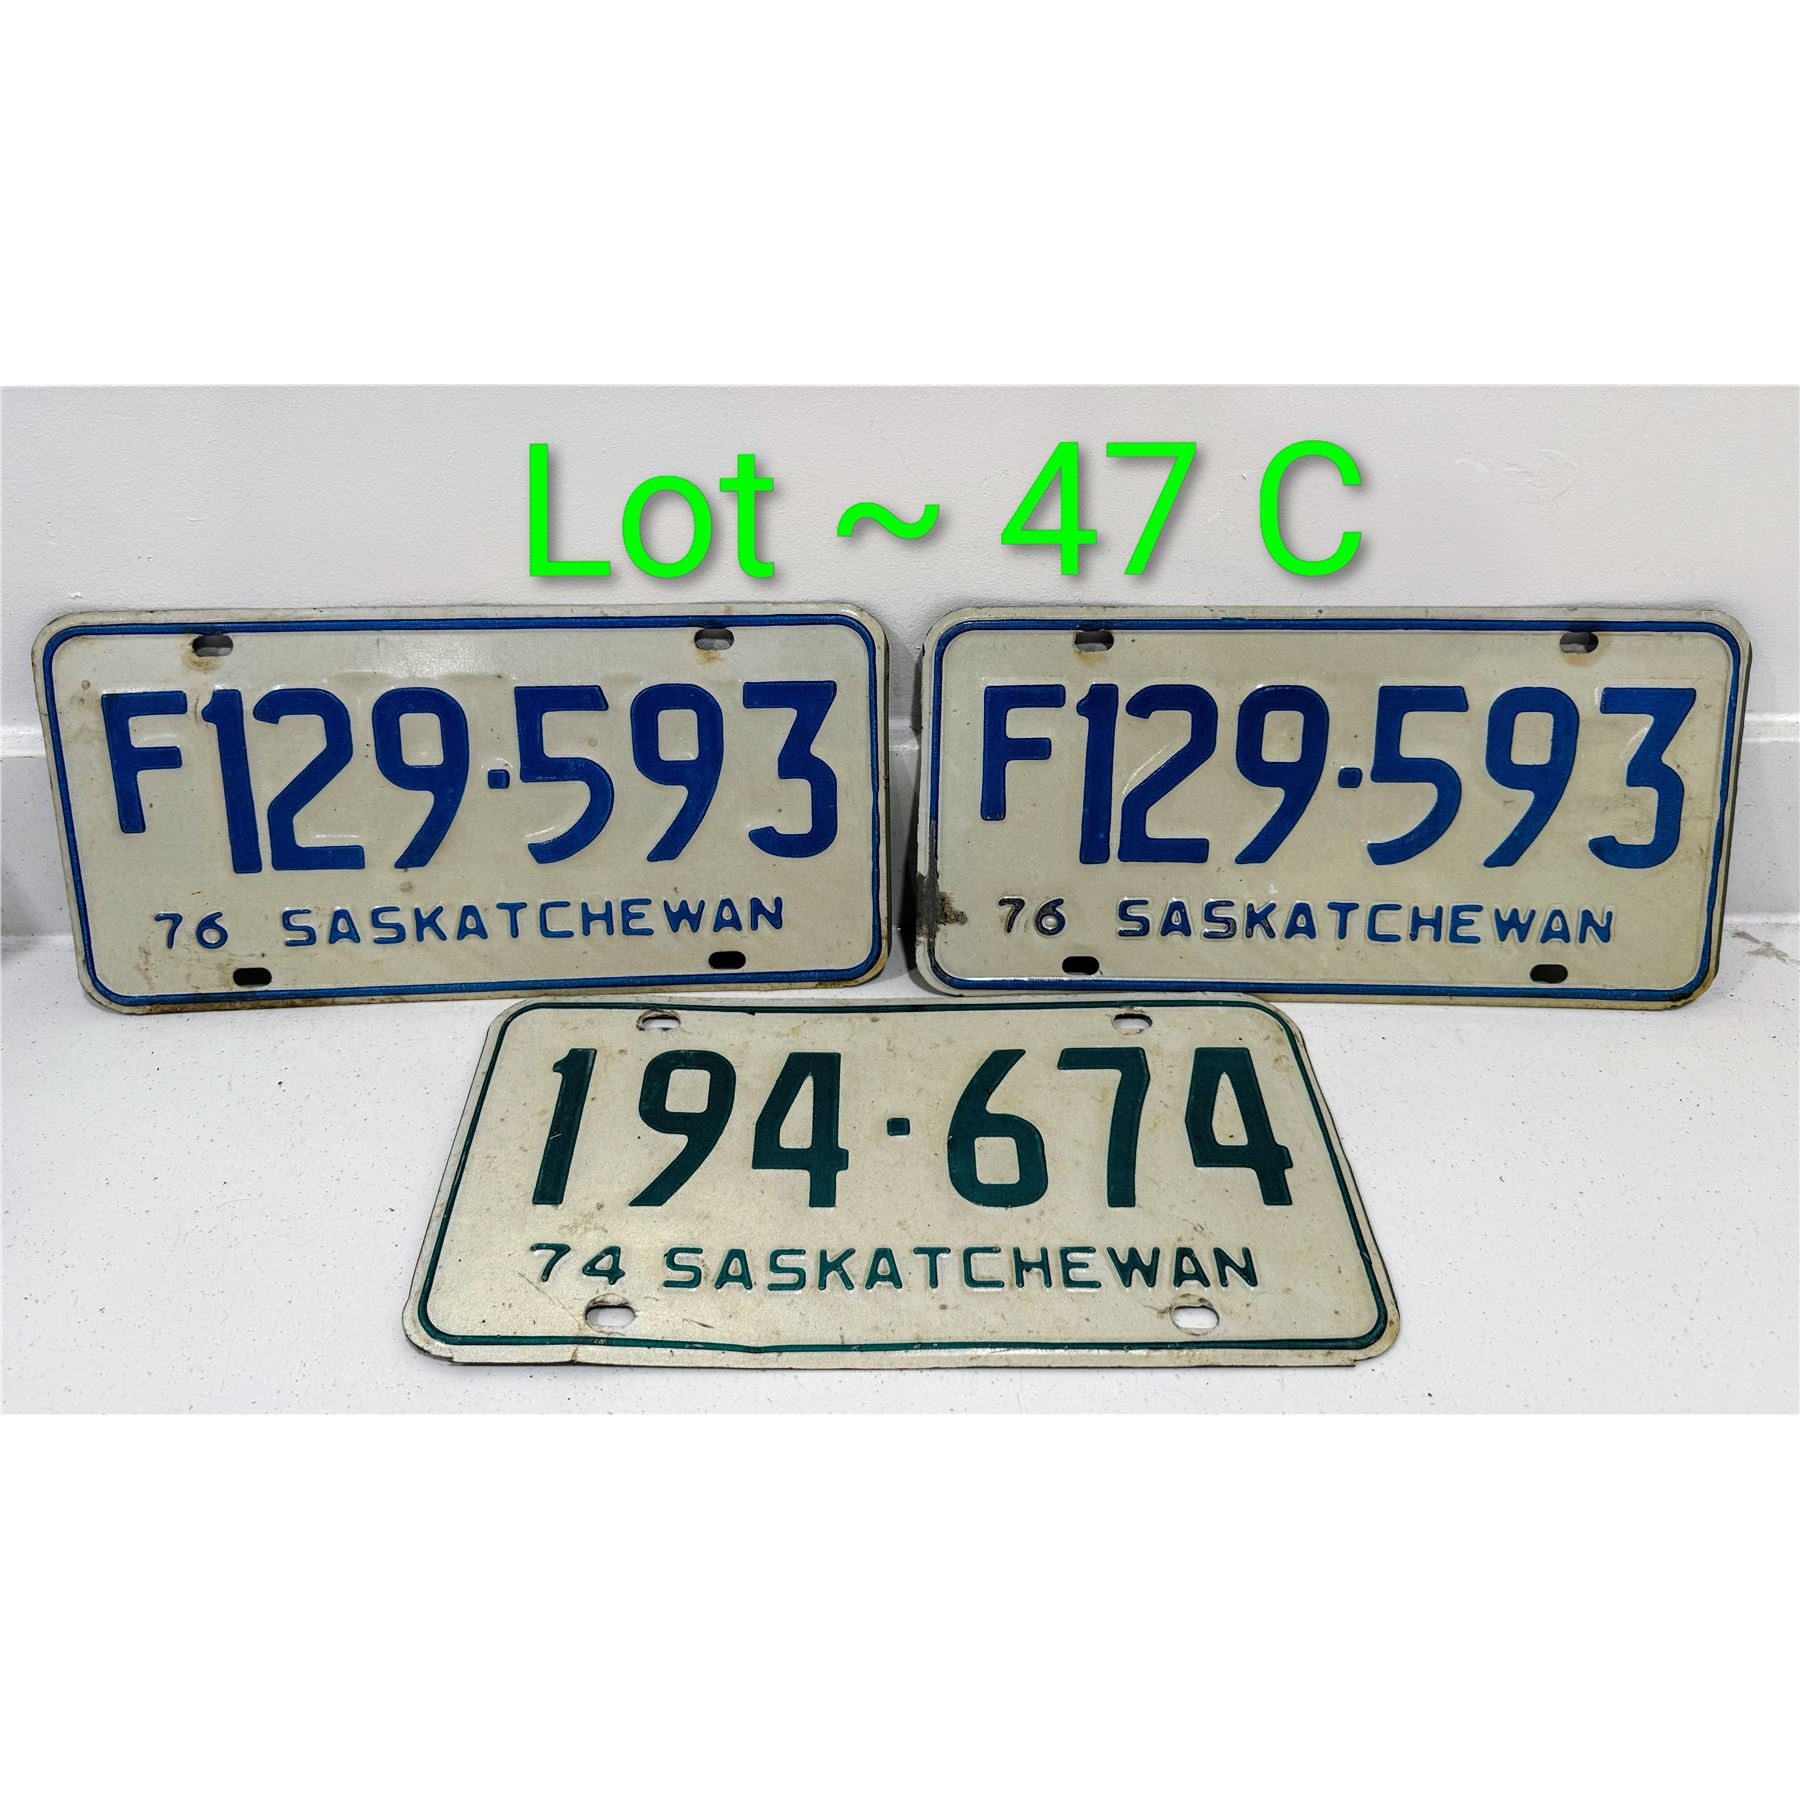 Lot ~ 47 C
F129·593
76 SASKATCHEWAN
F129·593
76 SASKATCHEWAN
194·674
74 SASKATCHEWAN